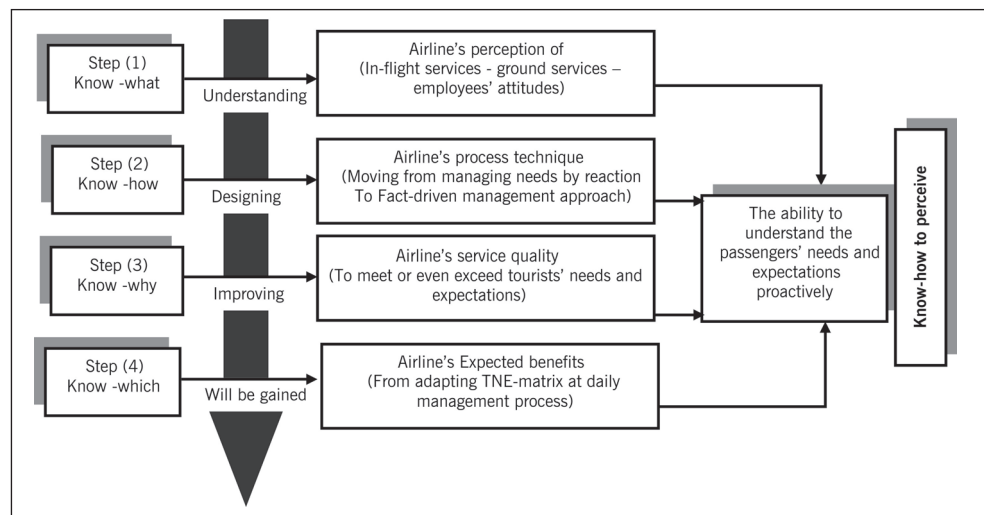 Step (1)
Know -what
Understanding
Airline's perception of
(In-flight services - ground services –
employees' attitudes)
Step (2)
Know -how
Designing
Airline's process technique
(Moving from managing needs by reaction
To Fact-driven management approach)
Step (3)
Know -why
Improving
Airline's service quality
(To meet or even exceed tourists' needs and
expectations)
Step (4)
Know -which
Will be gained
Airline's Expected benefits
(From adapting TNE-matrix at daily
management process)
The ability to
understand the
passengers' needs and
expectations
proactively
Know-how to perceive